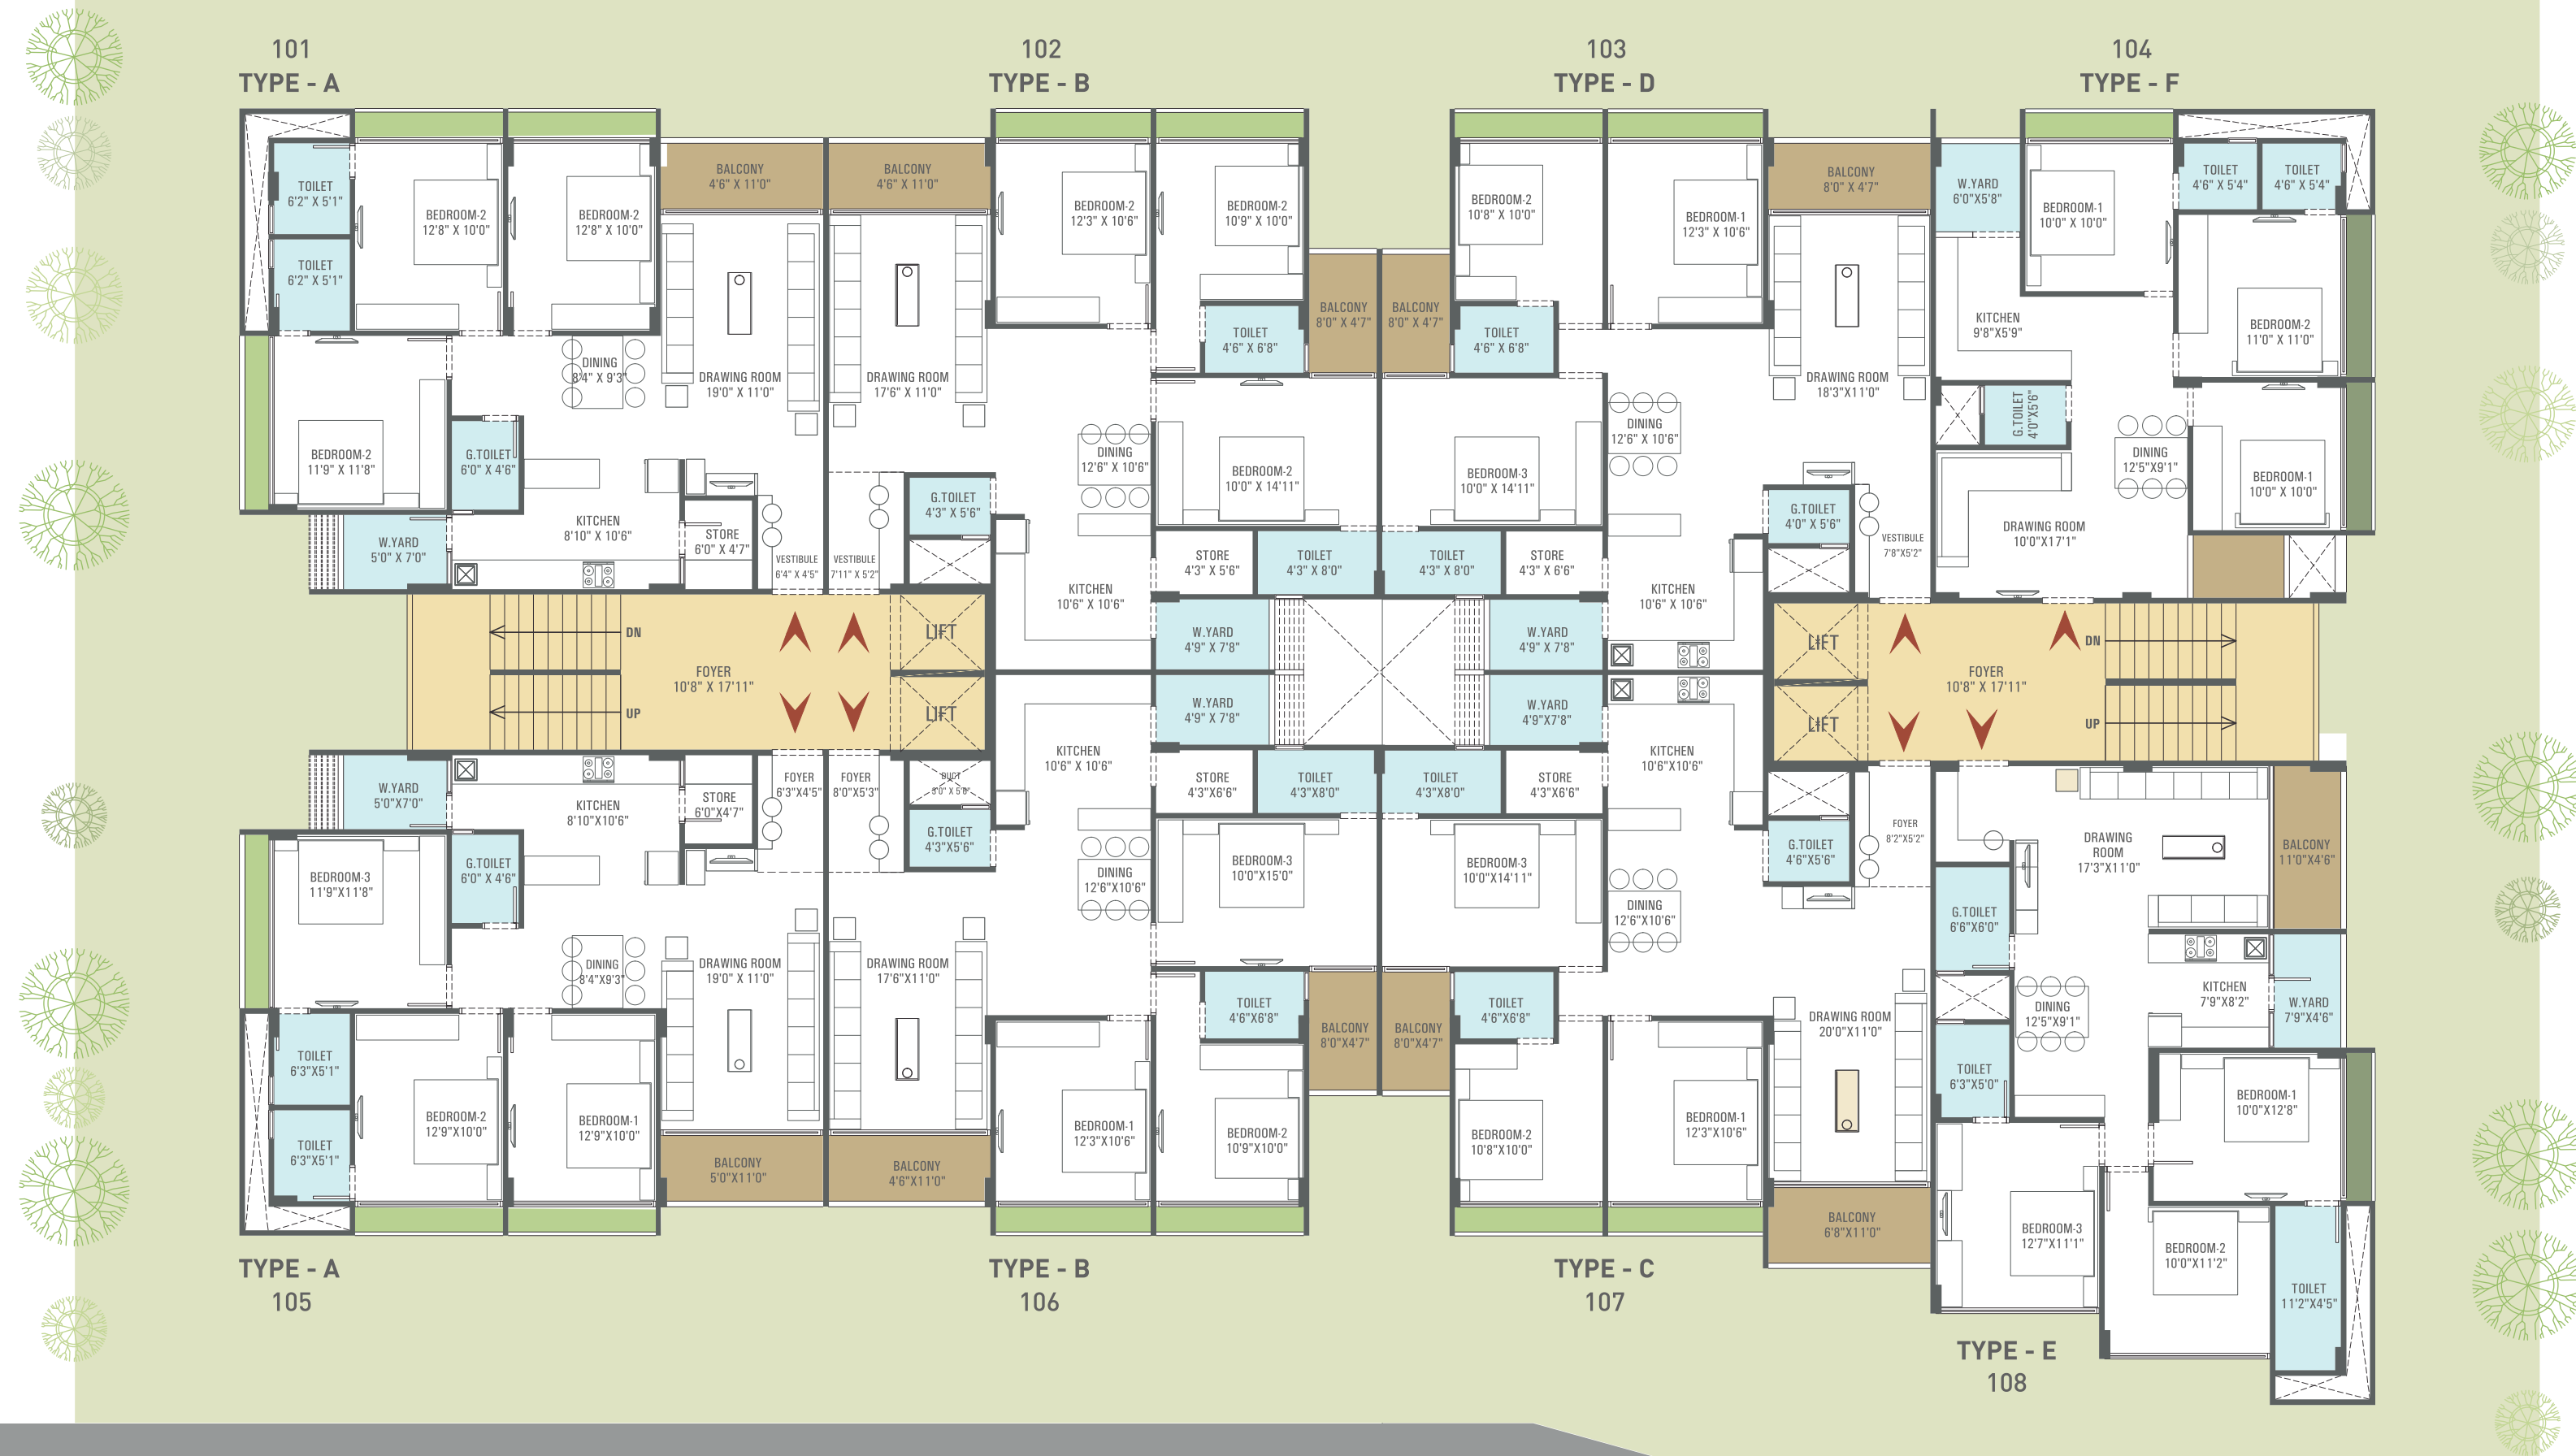 101
TYPE - A
102
TYPE - B
103
TYPE - D
104
TYPE - F
TOILET
6'2" X 5'1"
TOILET
6'2" X 5'1"
BEDROOM-2
12'8" X 10'0"
BEDROOM-2
12'8" X 10'0"
BALCONY
4'6" X 11'0"
DRAWING ROOM
19'0" X 11'0"
DINING
8'4" X 9'3"
BEDROOM-2
11'9" X 11'8"
G.TOILET
6'0" X 4'6"
W.YARD
5'0" X 7'0"
KITCHEN
8'10" X 10'6"
STORE
6'0" X 4'7"
VESTIBULE
6'4" X 4'5"
BALCONY
4'6" X 11'0"
DRAWING ROOM
17'6" X 11'0"
VESTIBULE
7'11" X 5'2"
G.TOILET
4'3" X 5'6"
BEDROOM-2
12'3" X 10'6"
BEDROOM-2
10'9" X 10'0"
TOILET
4'6" X 6'8"
BALCONY
8'0" X 4'7"
DINING
12'6" X 10'6"
BEDROOM-2
10'0" X 14'11"
KITCHEN
10'6" X 10'6"
STORE
4'3" X 5'6"
TOILET
4'3" X 8'0"
W.YARD
4'9" X 7'8"
BALCONY
8'0" X 4'7"
BEDROOM-2
10'8" X 10'0"
BEDROOM-1
12'3" X 10'6"
TOILET
4'6" X 6'8"
BEDROOM-3
10'0" X 14'11"
DINING
12'6" X 10'6"
TOILET
4'3" X 8'0"
STORE
4'3" X 6'6"
W.YARD
4'9" X 7'8"
KITCHEN
10'6" X 10'6"
BALCONY
8'0" X 4'7"
DRAWING ROOM
18'3"X11'0"
G.TOILET
4'0" X 5'6"
VESTIBULE
7'8"X5'2"
W.YARD
6'0"X5'8"
BEDROOM-1
10'0" X 10'0"
TOILET
4'6" X 5'4"
TOILET
4'6" X 5'4"
KITCHEN
9'8"X5'9"
BEDROOM-2
11'0" X 11'0"
G.TOILET
4'0"X5'6"
DINING
12'5"X9'1"
BEDROOM-1
10'0" X 10'0"
DRAWING ROOM
10'0"X17'1"
DN
UP
FOYER
10'8" X 17'11"
LIFT
LIFT
LIFT
LIFT
FOYER
10'8" X 17'11"
DN
UP
W.YARD
5'0"X7'0"
KITCHEN
8'10"X10'6"
STORE
6'0"X4'7"
FOYER
6'3"X4'5"
BEDROOM-3
11'9"X11'8"
G.TOILET
6'0" X 4'6"
DINING
8'4"X9'3"
DRAWING ROOM
19'0" X 11'0"
TOILET
6'3"X5'1"
TOILET
6'3"X5'1"
BEDROOM-2
12'9"X10'0"
BEDROOM-1
12'9"X10'0"
BALCONY
5'0"X11'0"
FOYER
8'0"X5'3"
DUCT
G.TOILET
4'3"X5'6"
DRAWING ROOM
17'6"X11'0"
BALCONY
4'6"X11'0"
KITCHEN
10'6" X 10'6"
W.YARD
4'9" X 7'8"
STORE
4'3"X6'6"
TOILET
4'3"X8'0"
DINING
12'6"X10'6"
BEDROOM-3
10'0"X15'0"
TOILET
4'6"X6'8"
BALCONY
8'0"X4'7"
BEDROOM-1
12'3"X10'6"
BEDROOM-2
10'9"X10'0"
W.YARD
4'9"X7'8"
TOILET
4'3"X8'0"
STORE
4'3"X6'6"
KITCHEN
10'6"X10'6"
BEDROOM-3
10'0"X14'11"
DINING
12'6"X10'6"
BALCONY
8'0"X4'7"
TOILET
4'6"X6'8"
BEDROOM-2
10'8"X10'0"
BEDROOM-1
12'3"X10'6"
G.TOILET
4'6"X5'6"
FOYER
8'2"X5'2"
DRAWING ROOM
20'0"X11'0"
BALCONY
6'8"X11'0"
DRAWING
ROOM
17'3"X11'0"
BALCONY
11'0"X4'6"
G.TOILET
6'6"X6'0"
KITCHEN
7'9"X8'2"
W.YARD
7'9"X4'6"
DINING
12'5"X9'1"
TOILET
6'3"X5'0"
BEDROOM-1
10'0"X12'8"
BEDROOM-3
12'7"X11'1"
BEDROOM-2
10'0"X11'2"
TOILET
11'2"X4'5"
TYPE - A
105
TYPE - B
106
TYPE - C
107
TYPE - E
108